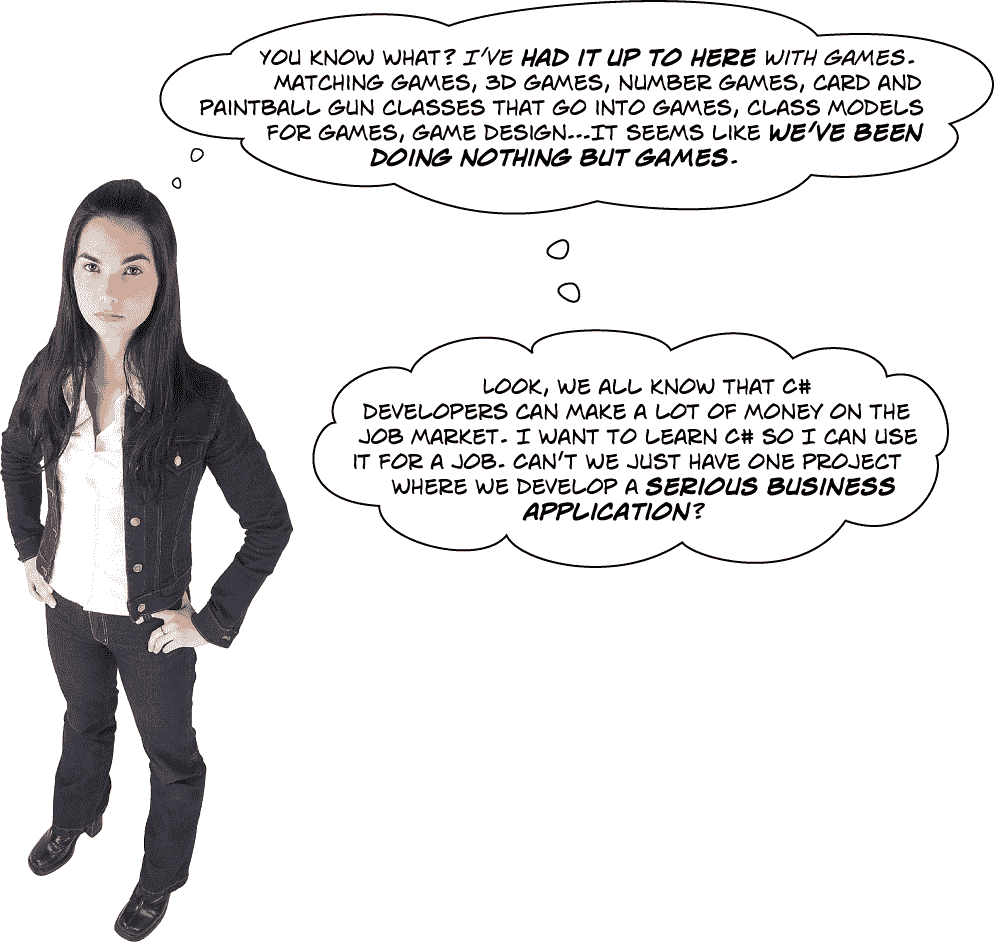 YOU KNOW WHAT? I'VE HAD IT UP TO HERE WITH GAMES.
MATCHING GAMES, 3D GAMES, NUMBER GAMES, CARD AND
PAINTBALL GUN CLASSES THAT GO INTO GAMES, CLASS MODELS
FOR GAMES, GAME DESIGN...IT SEEMS LIKE WE'VE BEEN
DOING NOTHING BUT GAMES.
LOOK, WE ALL KNOW THAT C#
DEVELOPERS CAN MAKE A LOT OF MONEY ON THE
JOB MARKET. I WANT TO LEARN C# SO I CAN USE
IT FOR A JOB. CAN'T WE JUST HAVE ONE PROJECT
WHERE WE DEVELOP A SERIOUS BUSINESS
APPLICATION?